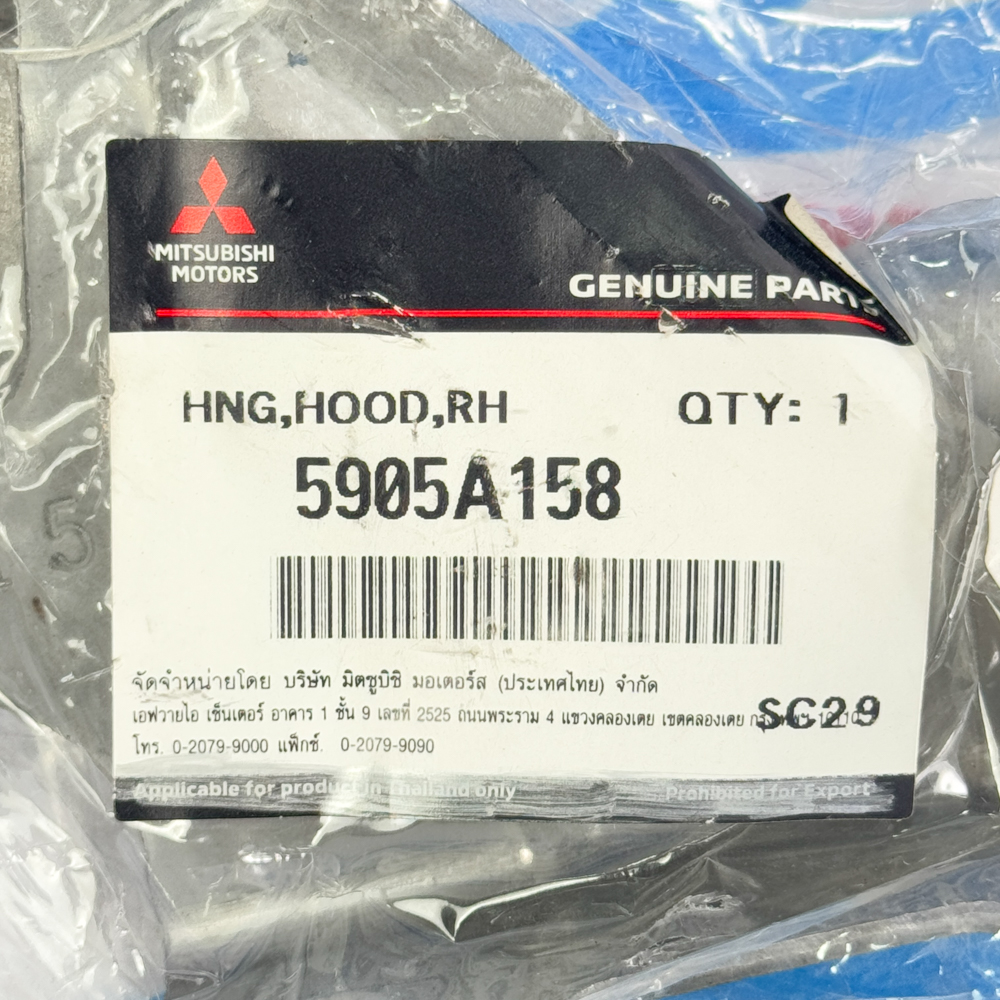 MITSUBISHI
MOTORS
GENUINE PARTS
HNG,HOOD,RH QTY: 1
5905A158
จัดจำหน่ายโดย บริษัท มิตซูบิชิ มอเตอร์ส (ประเทศไทย) จำกัด
เอฟวายไอ เซ็นเตอร์ อาคาร 1 ชั้น 9 เลขที่ 2525 ถนนพระราม 4 แขวงคลองเตย เขตคลองเตย
SC29
โทร. 0-2079-9000 แฟ็กซ์. 0-2079-9090
Applicable for product in Thailand only Prohibited for Export
5